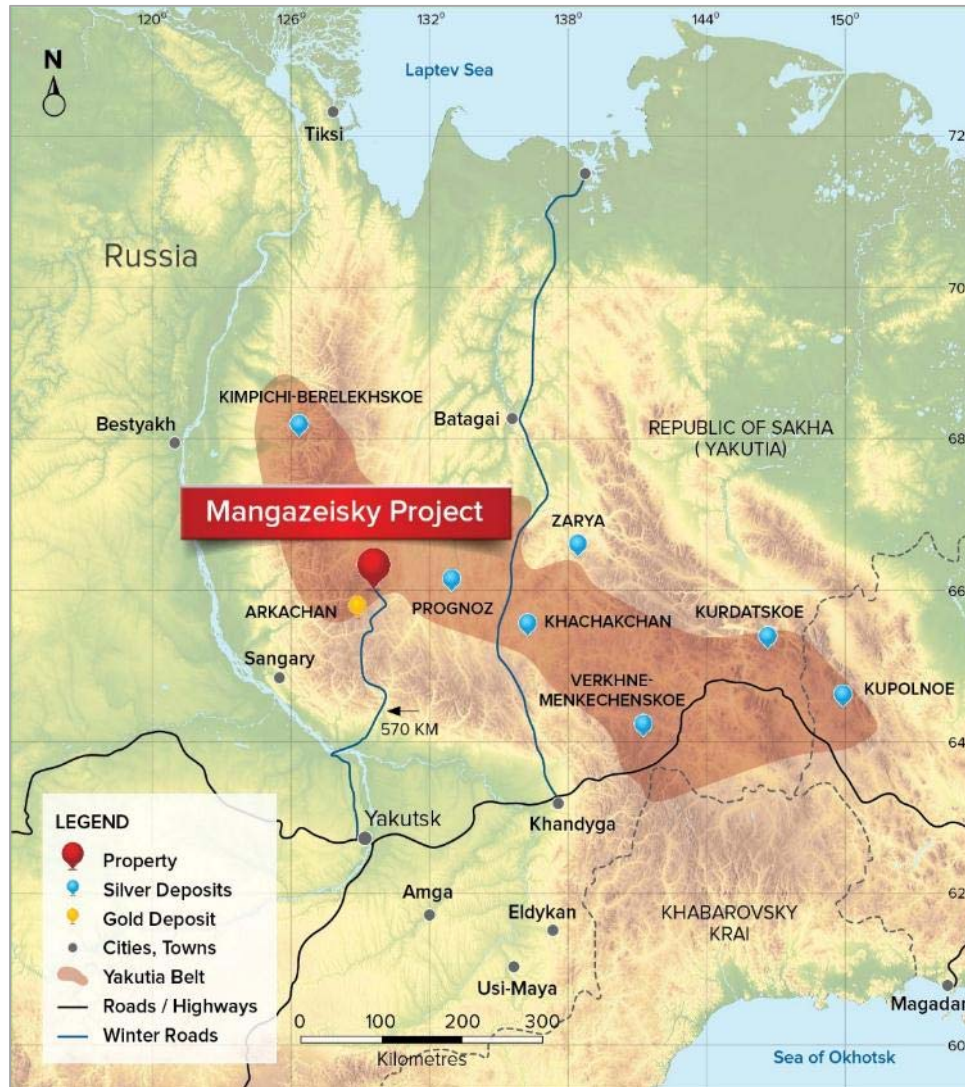 120°
126°
132°
138°
144°
150°
N
Laptev Sea
Tiksi
72
Russia
70
KIMPICHI-BERELEKHSKOE
Bestyakh
Batagai
REPUBLIC OF SAKHA
( YAKUTIA)
68
Mangazeisky Project
ZARYA
66
ARKACHAN
PROGNOZ
KHACHAKCHAN
KURDATSKOE
Sangary
VERKHNE-
MENKECHENSKOE
KUPOLNOE
570 KM
64
LEGEND
Property
Silver Deposits
Gold Deposit
Cities, Towns
Yakutia Belt
Roads / Highways
Winter Roads
Yakutsk
Khandyga
Amga
Eldykan
62
KHABAROVSKY
KRAI
Usi-Maya
Magadan
0 100 200 300
Kilometres
Sea of Okhotsk
60